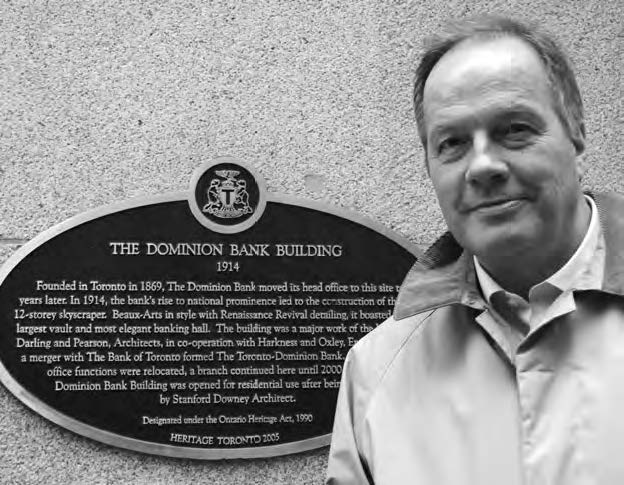 T
THE DOMINION BANK BUILDING
1914
Founded in Toronto in 1869, The Dominion Bank moved its head office to this site
years later. In 1914, the bank's rise to national prominence led to the construction of
12-storey skyscraper. Beaux-Arts in style with Renaissance Revival detailing, it boasted
largest vault and most elegant banking hall. The building was a major work of the
Darling and Pearson, Architects, in co-operation with Harkness and Oxley,
a merger with The Bank of Toronto formed The Toronto-Dominion Bank.
office functions were relocated, a branch continued here until 2000.
Dominion Bank Building was opened for residential use after
by Stanford Downey Architect.
Designated under the Ontario Heritage Act, 1990
HERITAGE TORONTO 2005